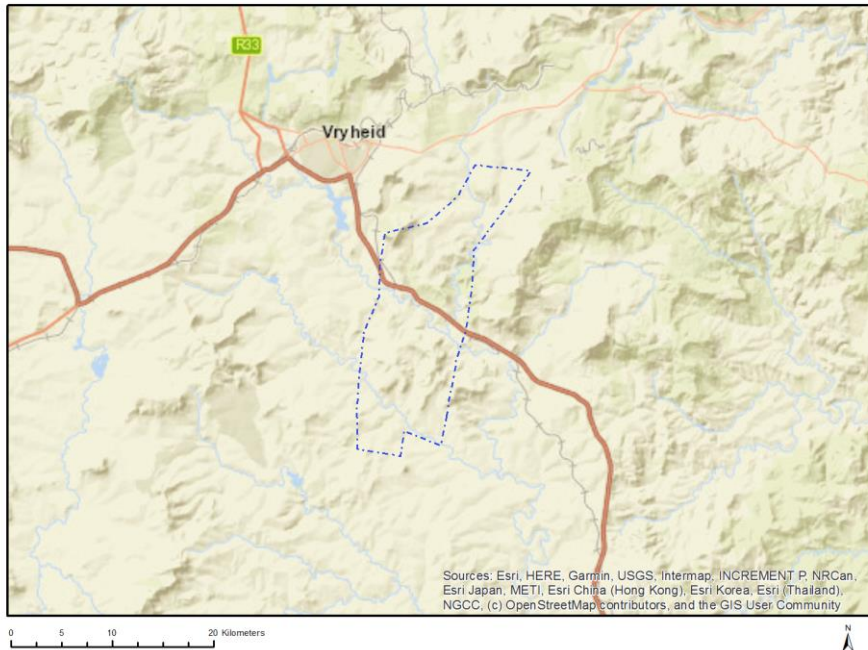 R33
Vryheid
Sources: Esri, HERE, Garmin, USGS, Intermap, INCREMENT P, NRCan,
Esri Japan, METI, Esri China (Hong Kong), Esri Korea, Esri (Thailand),
NGCC, (c) OpenStreetMap contributors, and the GIS User Community
0 5 10 20 Kilometers
N